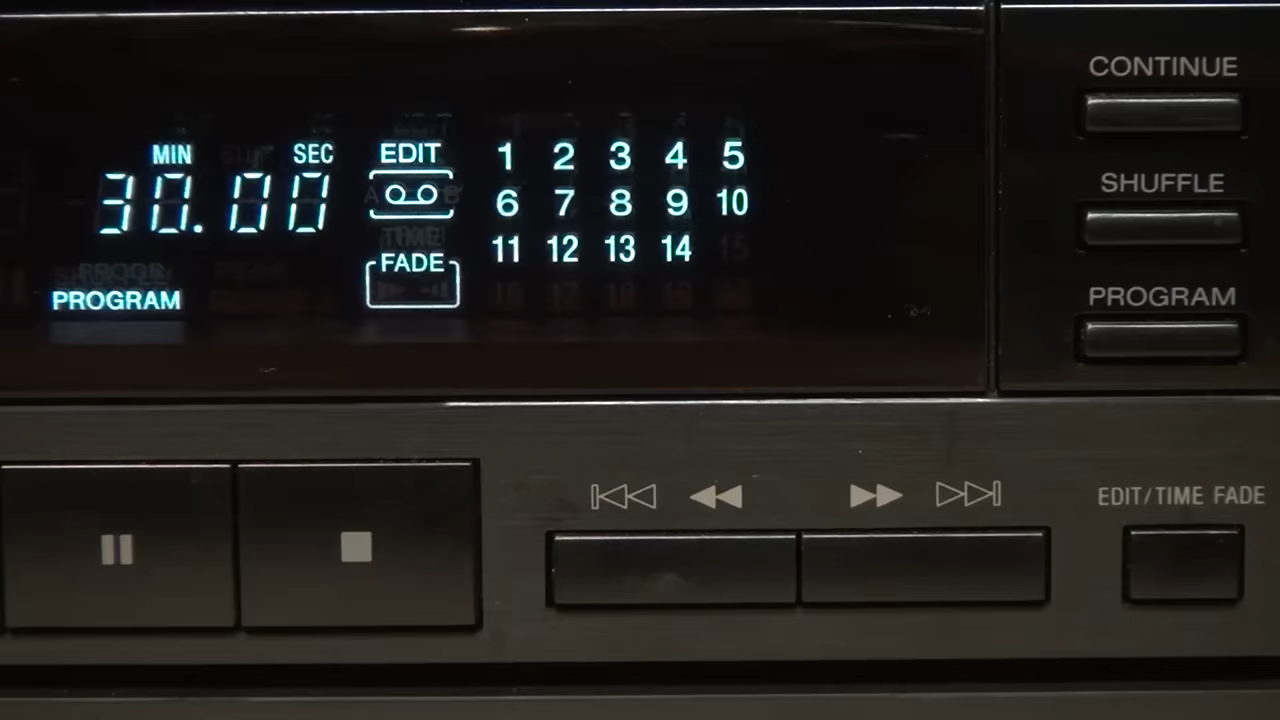 MIN SEC
30.00
PROGRAM
EDIT
FADE
1 2 3 4 5
6 7 8 9 10
11 12 13 14
CONTINUE
SHUFFLE
PROGRAM
EDIT/TIME FADE